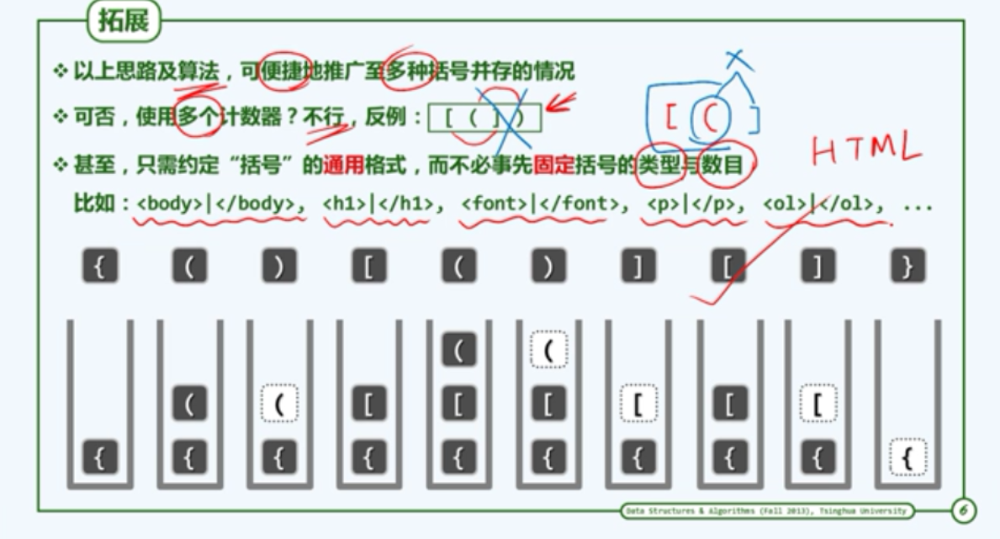 拓展
❖ 以上思路及算法，可便捷地推广至多种括号并存的情况
❖ 可否，使用多个计数器？不行，反例： [ ( ] )
[ ( ]
❖ 甚至，只需约定“括号”的通用格式，而不必事先固定括号的类型与数目
HTML
比如：<body>|</body>, <h1>|</h1>, <font>|</font>, <p>|</p>, <ol>|</ol>, ...
{ ( ) [ ( ) ] [ ] }
( (
( ( [ [ [ [ [ [
{ { { { { { { { { {
Data Structures & Algorithms (Fall 2013), Tsinghua University
6